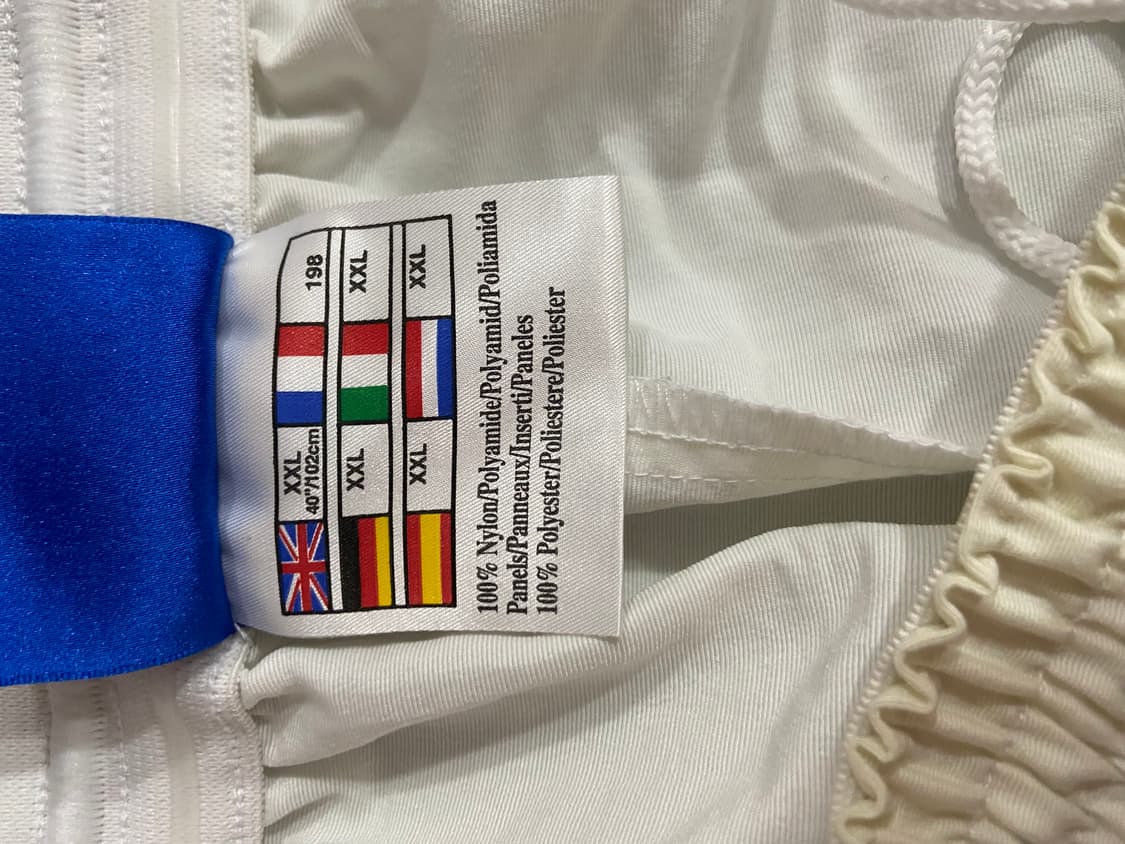 XXL
40"/102cm
198
XXL
XXL
XXL
XXL
100% Nylon/Polyamide/Polyamid/Poliamida
Panels/Panneaux/Inserti/Paneles
100% Polyester/Poliestere/Poliester